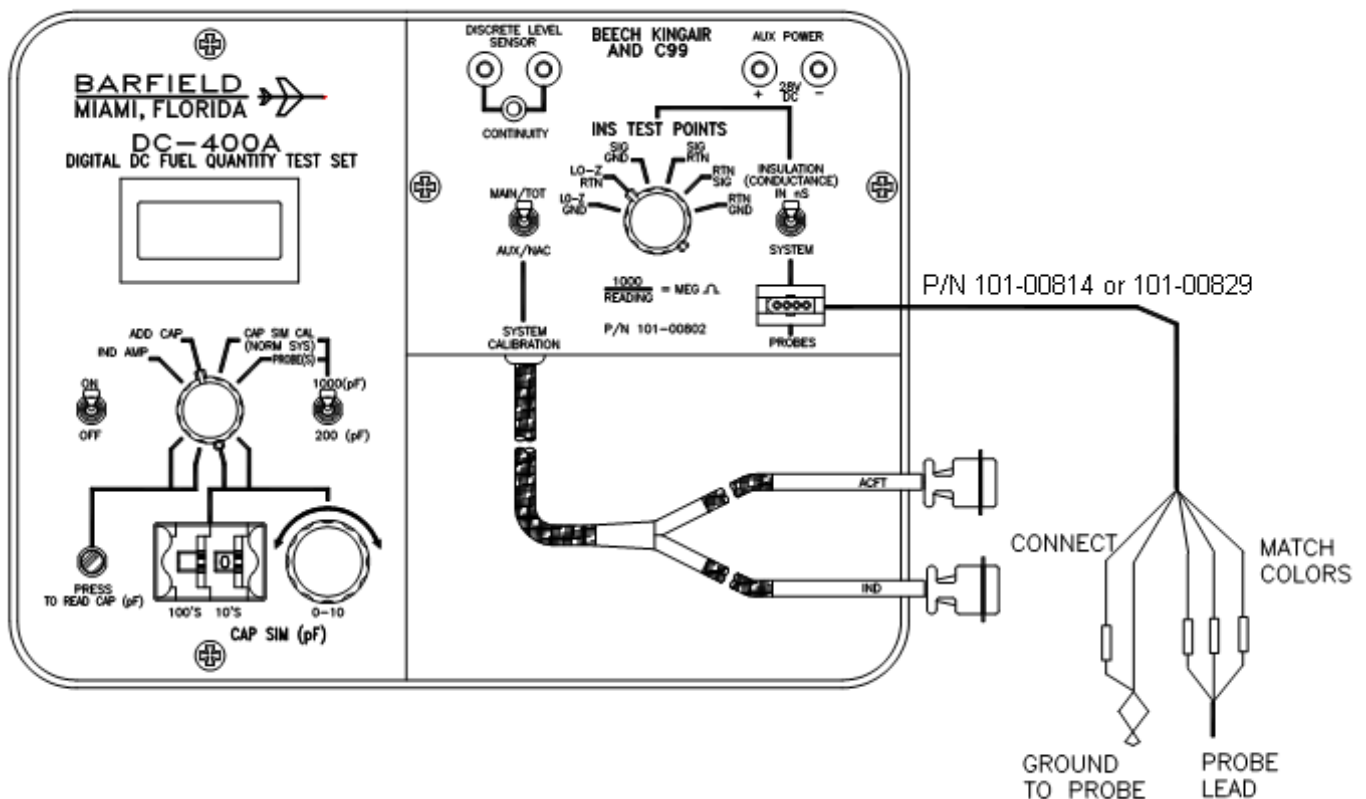 BARFIELD
MIAMI, FLORIDA
DC-400A
DIGITAL DC FUEL QUANTITY TEST SET
IND AMP
ADD CAP
CAP SIM CAL
(NORM SYS)
PROBE(S)
ON
OFF
1000(pF)
200 (pF)
PRESS
TO READ CAP (pF)
0
100'S
10'S
0-10
CAP SIM (pF)
DISCRETE LEVEL
SENSOR
CONTINUITY
BEECH KINGAIR
AND C99
AUX POWER
+
28V
DC
-
INS TEST POINTS
LO-Z
GND
LO-Z
RTN
SIG
GND
SIG
RTN
RTN
SIG
RTN
GND
INSULATION
(CONDUCTANCE)
IN nS
SYSTEM
MAIN/TOT
AUX/NAC
SYSTEM
CALIBRATION
1000
READING = MEG Ω
P/N 101-00802
PROBES
ACFT
IND
P/N 101-00814 or 101-00829
CONNECT
MATCH
COLORS
GROUND
TO PROBE
PROBE
LEAD